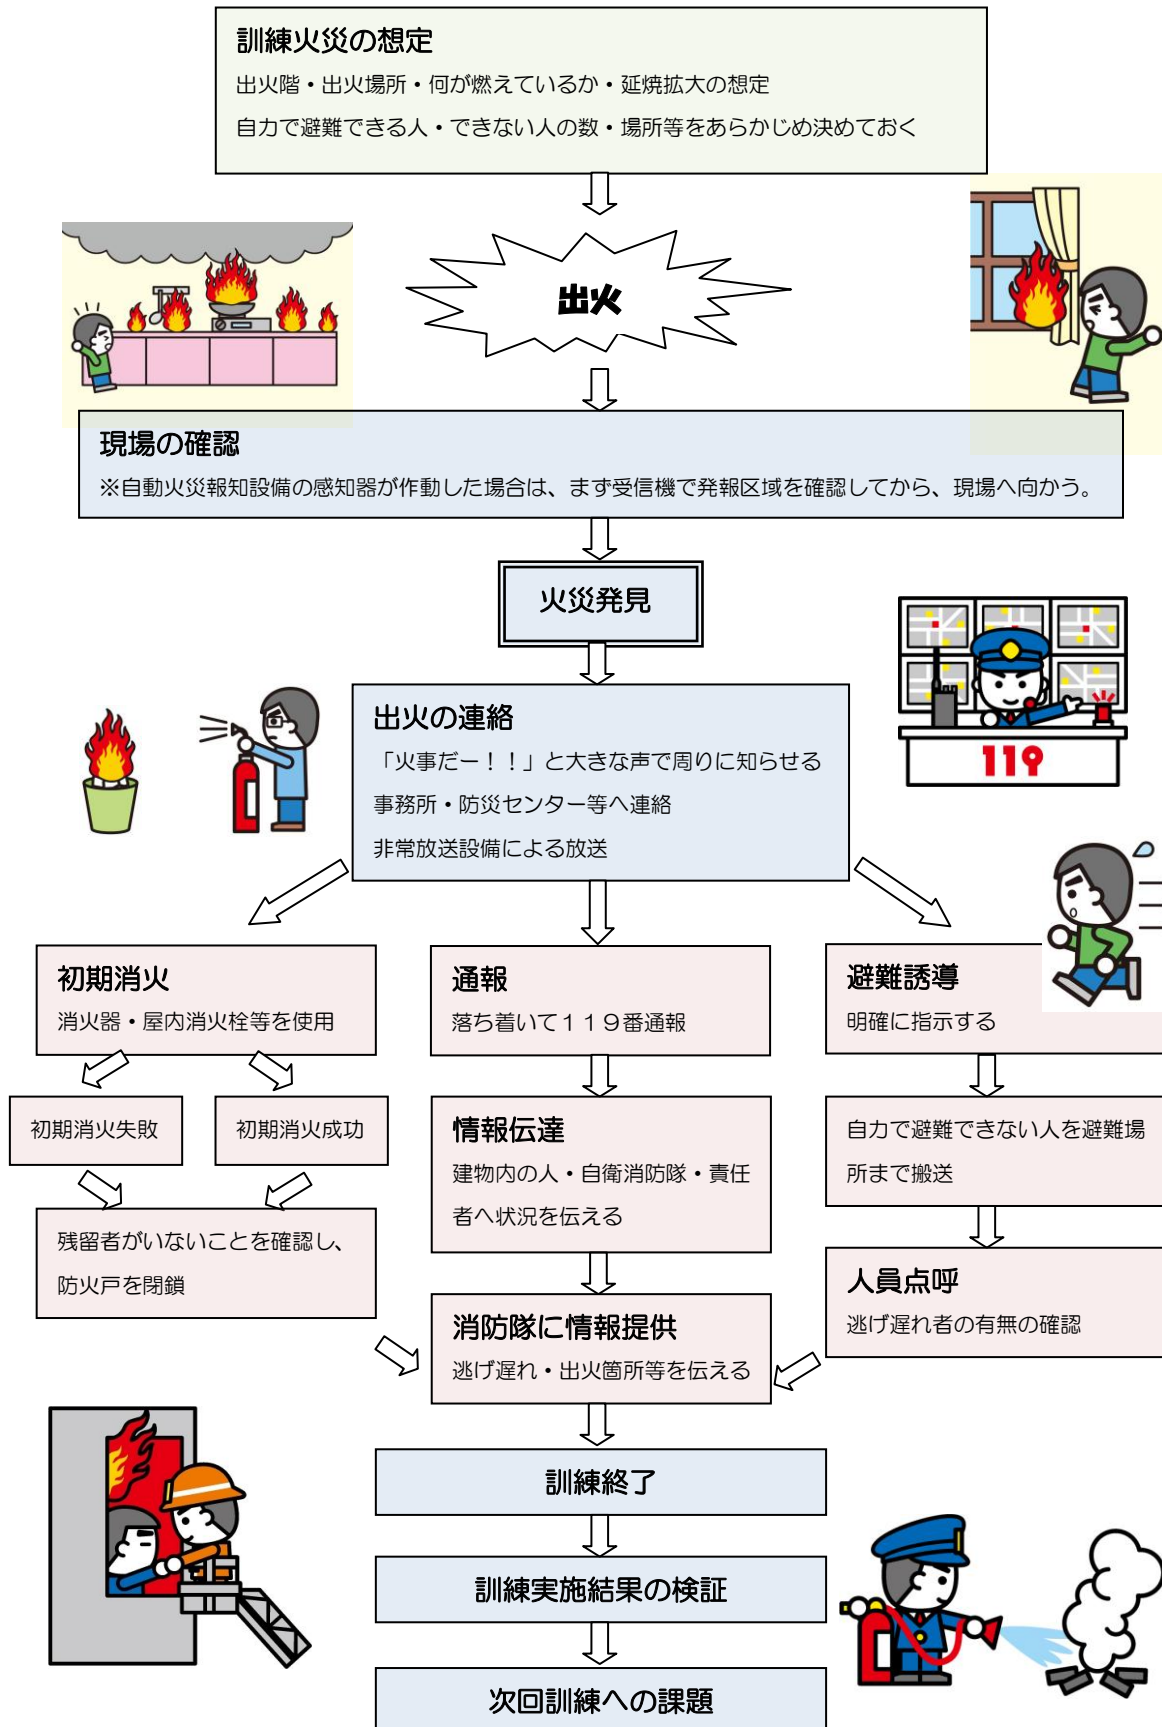 訓練火災の想定
出火階・出火場所・何が燃えているか・延焼拡大の想定
自力で避難できる人・できない人の数・場所等をあらかじめ決めておく
出火
現場の確認
※自動火災報知設備の感知器が作動した場合は、まず受信機で発報区域を確認してから、現場へ向かう。
火災発見
119
出火の連絡
「火事だー！！」と大きな声で周りに知らせる
事務所・防災センター等へ連絡
非常放送設備による放送
初期消火
消火器・屋内消火栓等を使用
初期消火失敗
初期消火成功
残留者がいないことを確認し、
防火戸を閉鎖
通報
落ち着いて１１９番通報
情報伝達
建物内の人・自衛消防隊・責任
者へ状況を伝える
避難誘導
明確に指示する
自力で避難できない人を避難場
所まで搬送
人員点呼
逃げ遅れ者の有無の確認
消防隊に情報提供
逃げ遅れ・出火箇所等を伝える
訓練終了
訓練実施結果の検証
次回訓練への課題